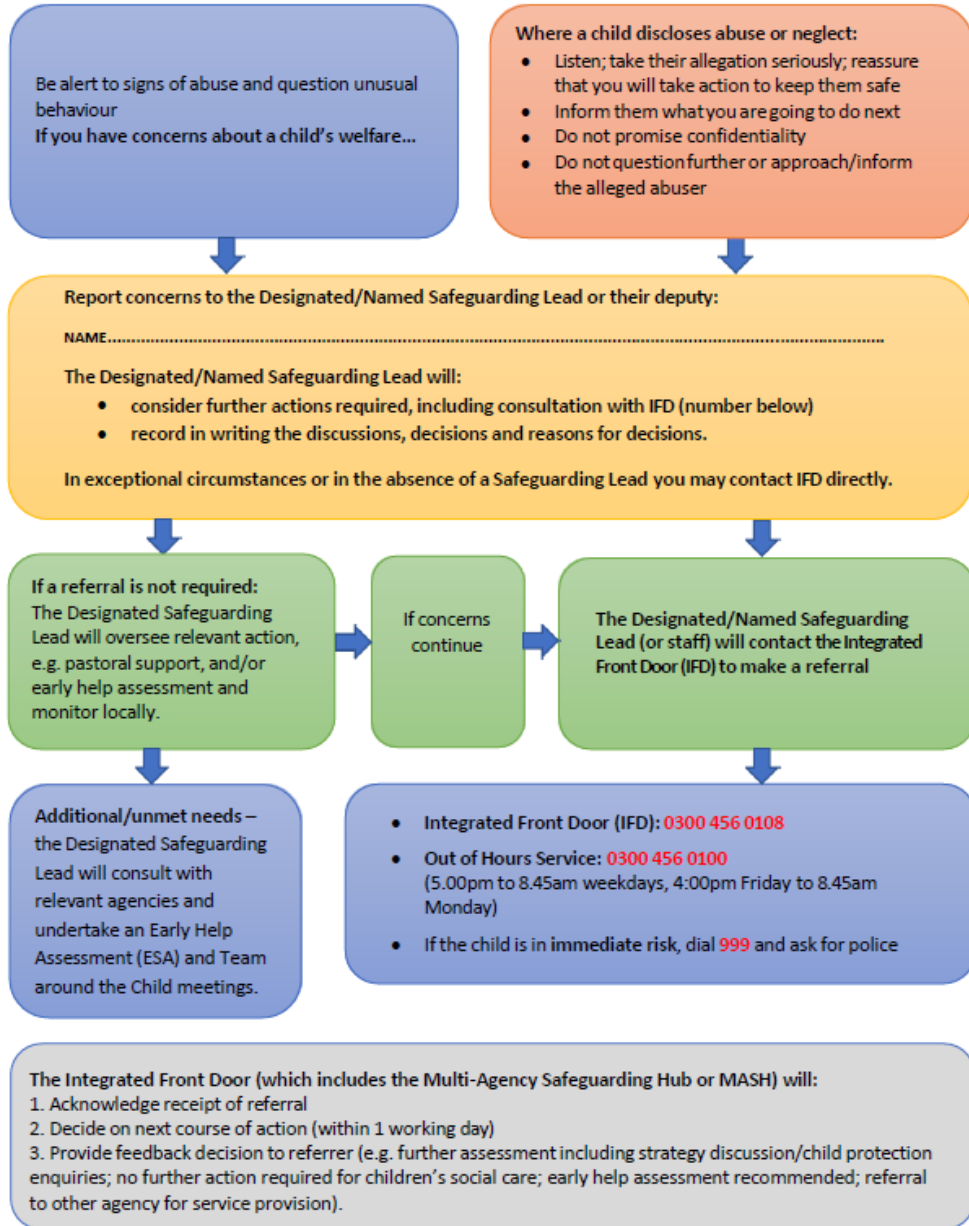 Be alert to signs of abuse and question unusual
behaviour
If you have concerns about a child's welfare...
Where a child discloses abuse or neglect:
• Listen; take their allegation seriously; reassure
that you will take action to keep them safe
• Inform them what you are going to do next
• Do not promise confidentiality
• Do not question further or approach/inform
the alleged abuser
Report concerns to the Designated/Named Safeguarding Lead or their deputy:
NAME..........................................................................................................................................................
The Designated/Named Safeguarding Lead will:
• consider further actions required, including consultation with IFD (number below)
• record in writing the discussions, decisions and reasons for decisions.
In exceptional circumstances or in the absence of a Safeguarding Lead you may contact IFD directly.
If a referral is not required:
The Designated Safeguarding
Lead will oversee relevant action,
e.g. pastoral support, and/or
early help assessment and
monitor locally.
If concerns
continue
The Designated/Named Safeguarding
Lead (or staff) will contact the Integrated
Front Door (IFD) to make a referral
Additional/unmet needs –
the Designated Safeguarding
Lead will consult with
relevant agencies and
undertake an Early Help
Assessment (ESA) and Team
around the Child meetings.
• Integrated Front Door (IFD): 0300 456 0108
• Out of Hours Service: 0300 456 0100
(5.00pm to 8.45am weekdays, 4:00pm Friday to 8.45am
Monday)
• If the child is in immediate risk, dial 999 and ask for police
The Integrated Front Door (which includes the Multi-Agency Safeguarding Hub or MASH) will:
1. Acknowledge receipt of referral
2. Decide on next course of action (within 1 working day)
3. Provide feedback decision to referrer (e.g. further assessment including strategy discussion/child protection
enquiries; no further action required for children's social care; early help assessment recommended; referral
to other agency for service provision).